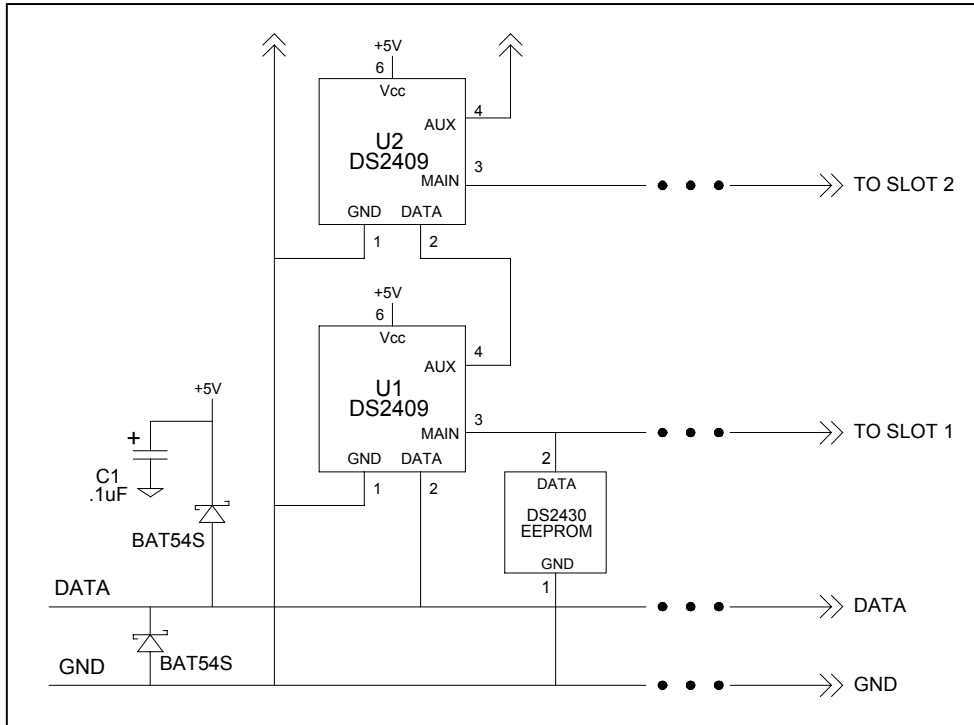 +5V
6
Vcc
4
AUX
U2
DS2409
3
MAIN
TO SLOT 2
GND DATA
1 2
+5V
6
Vcc
4
AUX
U1
DS2409
+5V
3
MAIN
TO SLOT 1
+
GND DATA
2
C1
.1uF
1 2
DATA
DS2430
EEPROM
BAT54S
GND
DATA
1
DATA
BAT54S
GND
GND